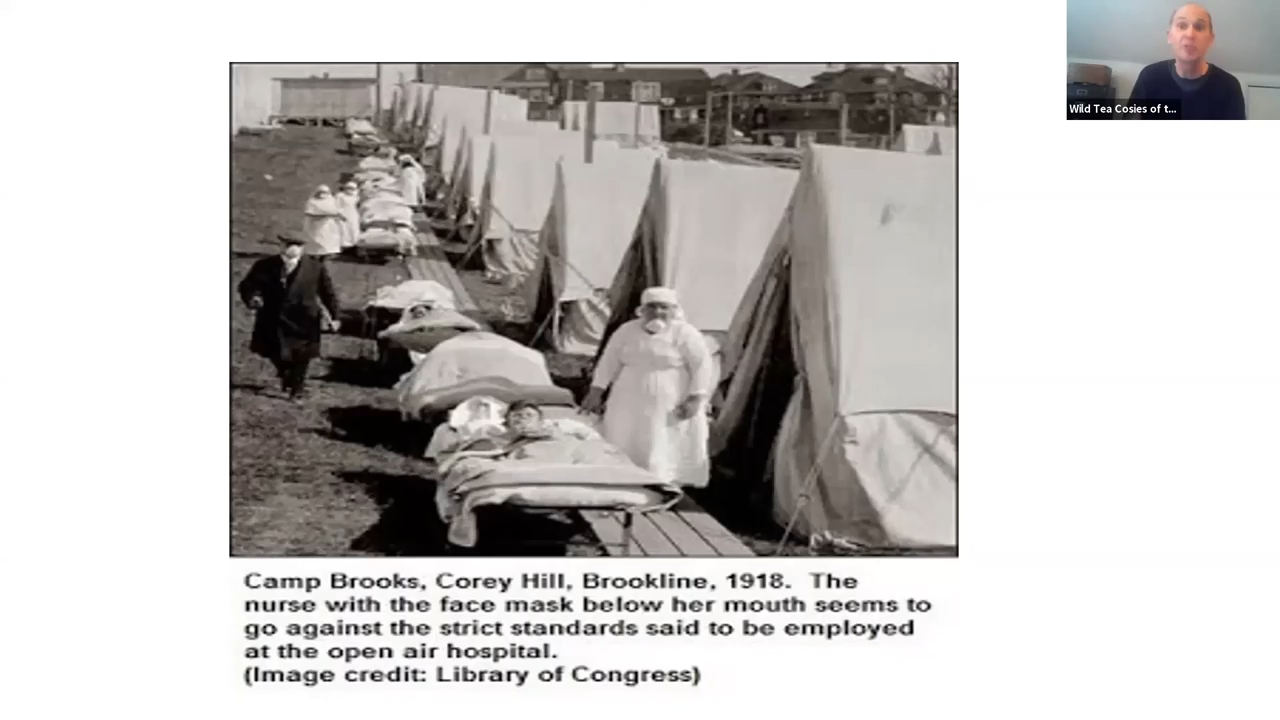 Wild Tea Cosies of t...
Camp Brooks, Corey Hill, Brookline, 1918. The
nurse with the face mask below her mouth seems to
go against the strict standards said to be employed
at the open air hospital.
(Image credit: Library of Congress)